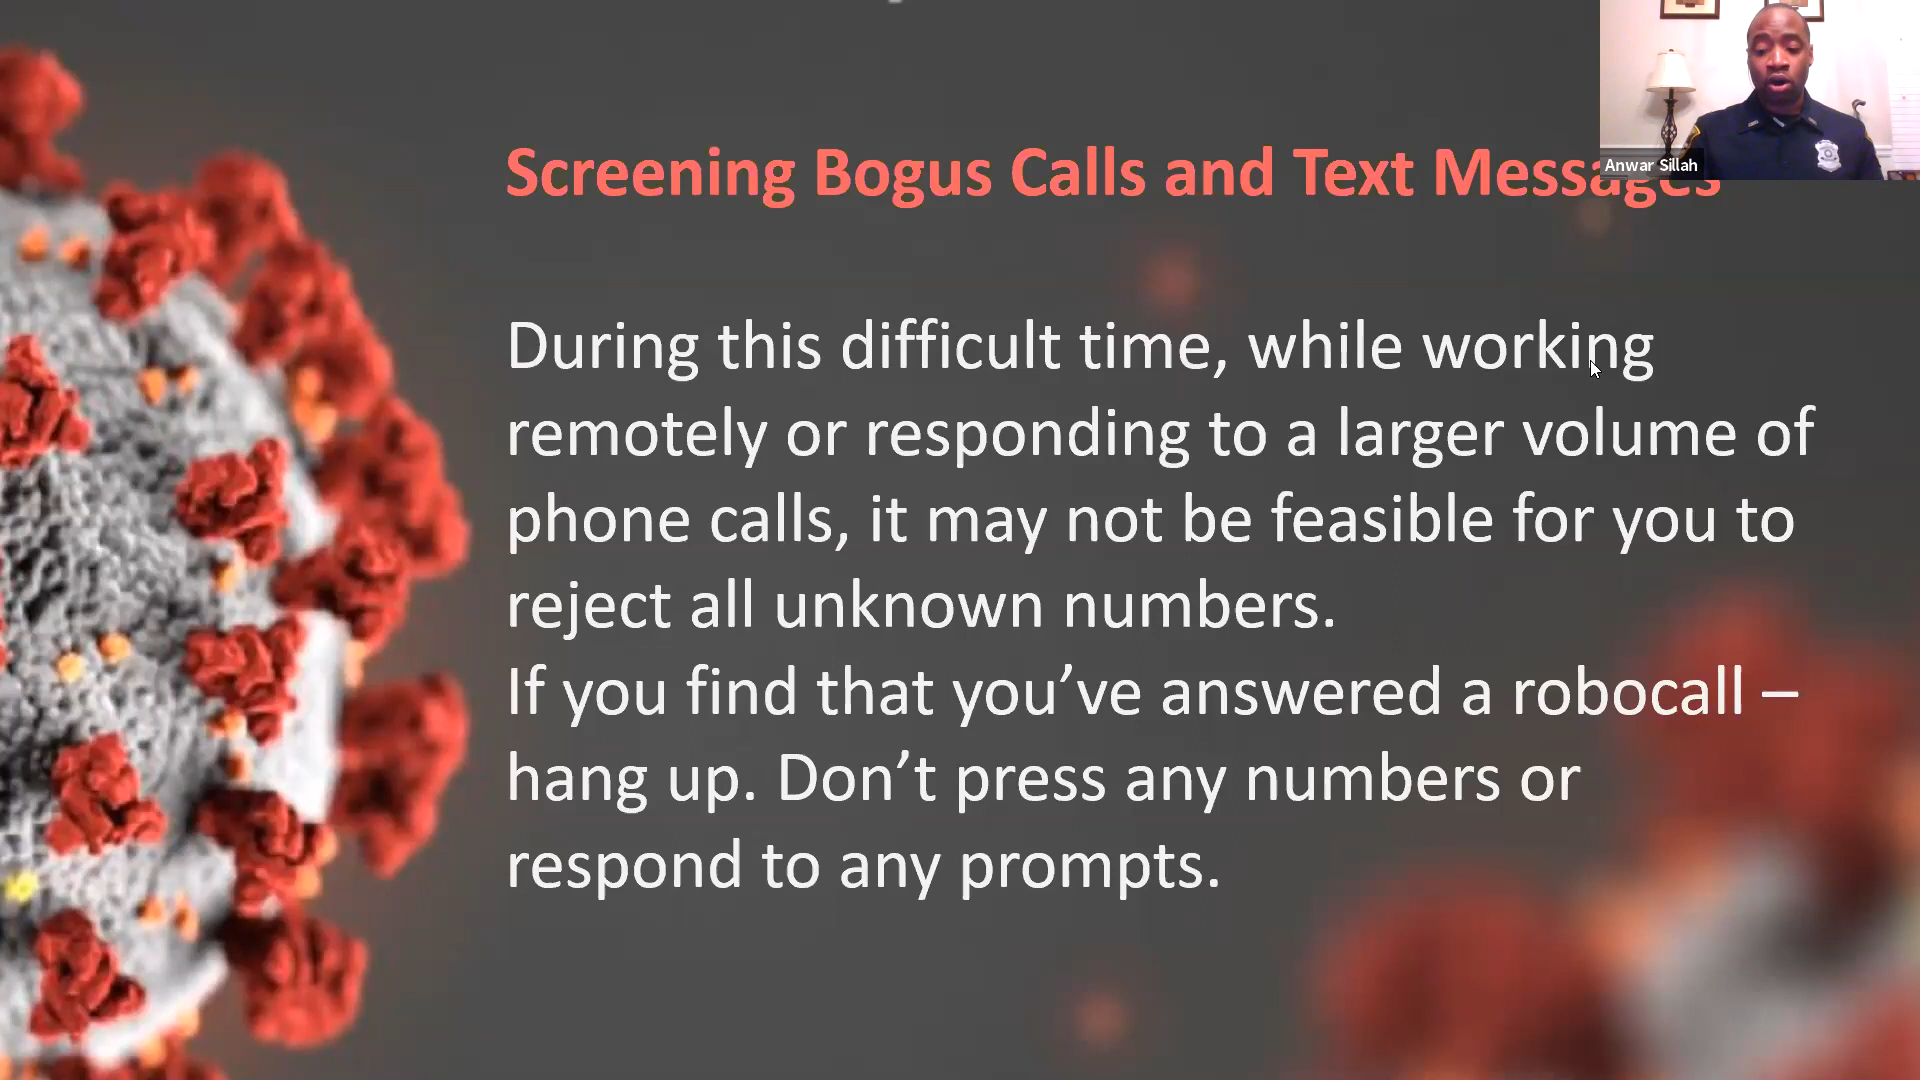 Screening Bogus Calls and Text Messages
Anwar Sillah
During this difficult time, while working
remotely or responding to a larger volume of
phone calls, it may not be feasible for you to
reject all unknown numbers.
If you find that you’ve answered a robocall –
hang up. Don’t press any numbers or
respond to any prompts.